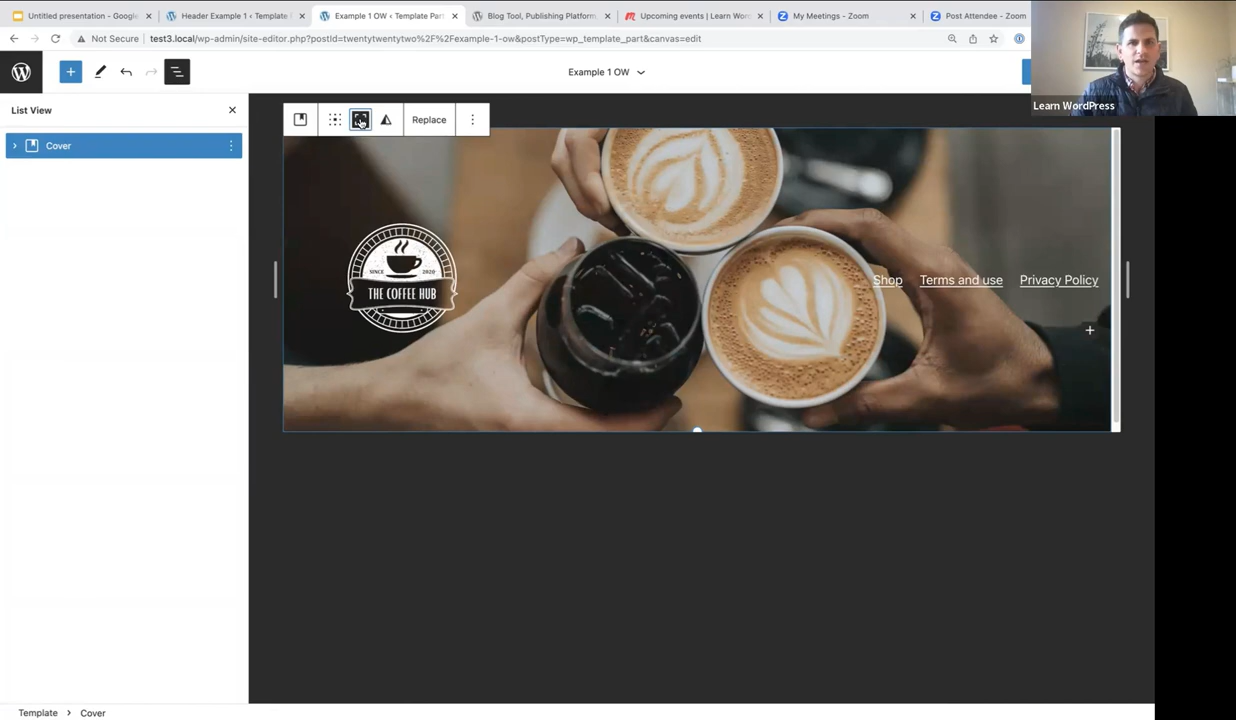 Untitled presentation - Google
Header Example 1 ‹ Template
Example 1 OW ‹ Template Part
Blog Tool, Publishing Platform
Upcoming events | Learn Wor
My Meetings - Zoom
Post Attendee - Zoom
Not Secure | test3.local/wp-admin/site-editor.php?postId=twentytwentytwo%2F%2Fexample-1-ow&postType=wp_template_part&canvas=edit
Example 1 OW
Learn WordPress
List View
Replace
Cover
SINCE 2020
THE COFFEE HUB
Shop Terms and use Privacy Policy
Template › Cover